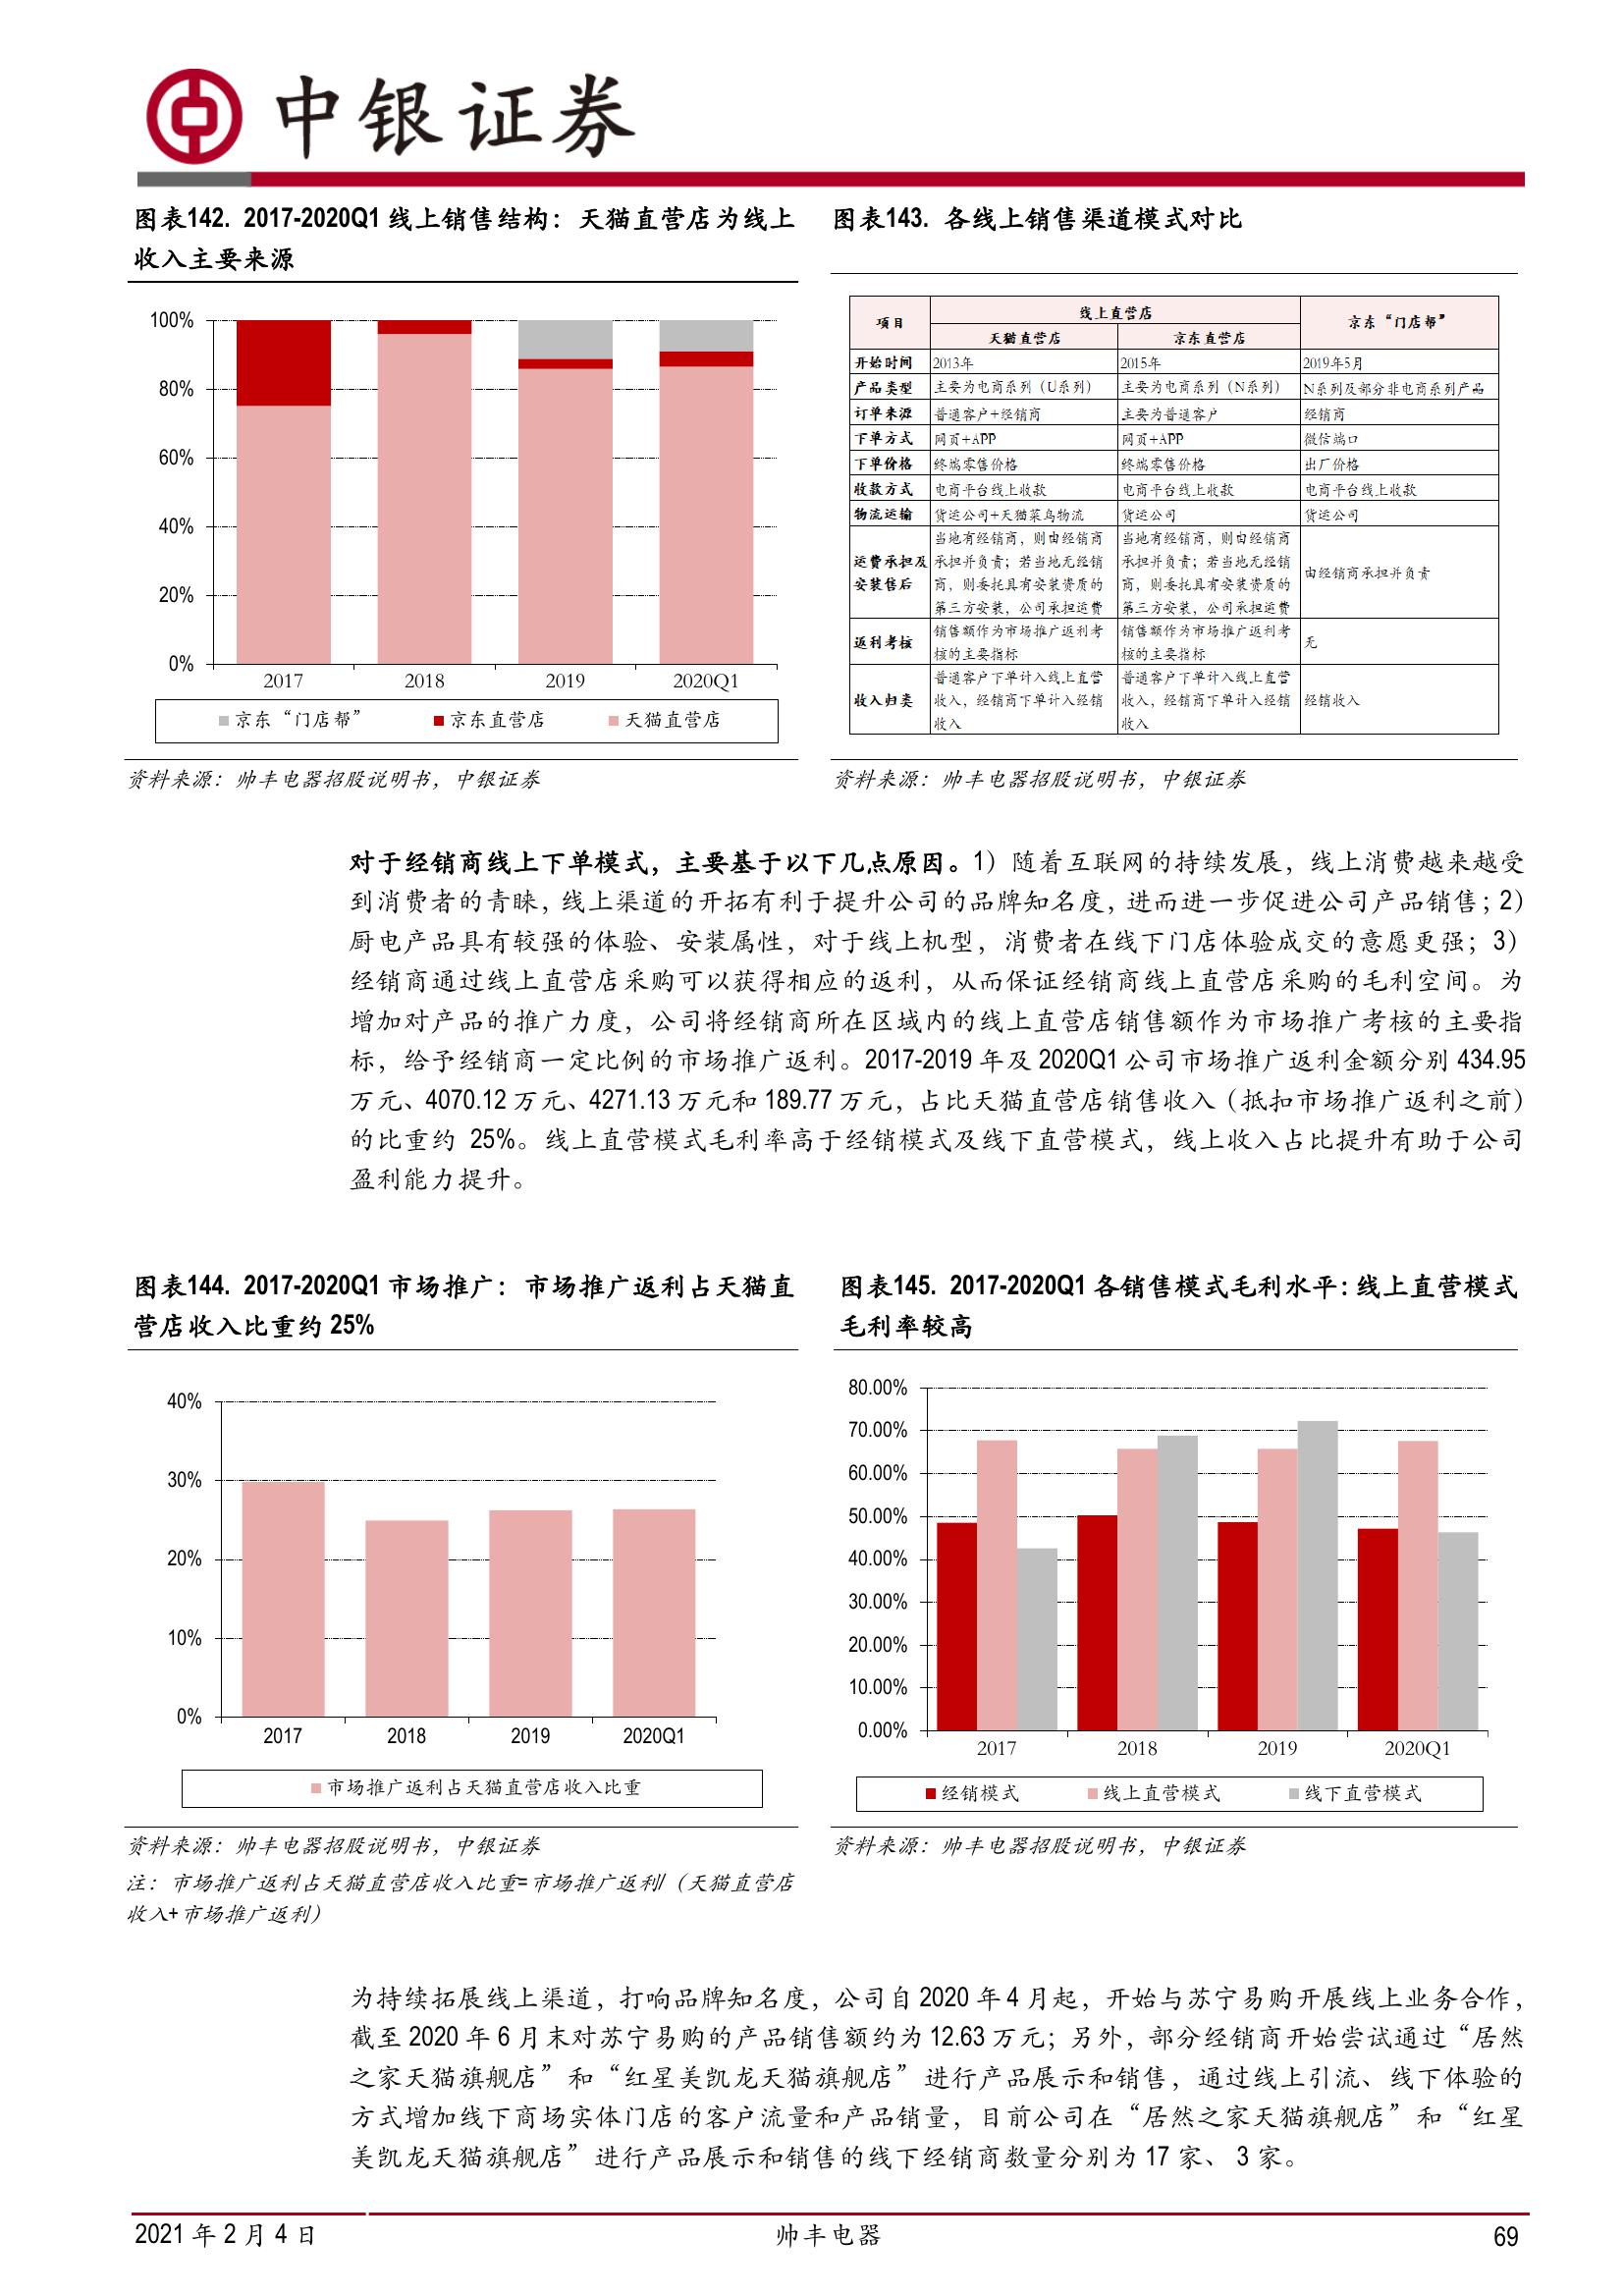 中银证券
图表142. 2017-2020Q1 线上销售结构：天猫直营店为线上
收入主要来源
100%
80%
60%
40%
20%
0%
2017 2018 2019 2020Q1
京东“门店帮” 京东直营店 天猫直营店
资料来源：帅丰电器招股说明书，中银证券
图表143. 各线上销售渠道模式对比
项目 线上直营店 京东“门店帮”
天猫直营店 京东直营店
开始时间 2013年 2015年 2019年5月
产品类型 主要为电商系列（U系列） 主要为电商系列（N系列） N系列及部分非电商系列产品
订单来源 普通客户+经销商 主要为普通客户 经销商
下单方式 网页+APP 网页+APP 微信端口
下单价格 终端零售价格 终端零售价格 出厂价格
收款方式 电商平台线上收款 电商平台线上收款 电商平台线上收款
物流运输 货运公司+天猫菜鸟物流 货运公司 货运公司
运费承担及安装售后 当地有经销商，则由经销商承担并负责；若当地无经销商，则委托具有安装资质的第三方安装，公司承担运费 当地有经销商，则由经销商承担并负责；若当地无经销商，则委托具有安装资质的第三方安装，公司承担运费 由经销商承担并负责
返利考核 销售额作为市场推广返利考核的主要指标 销售额作为市场推广返利考核的主要指标 无
收入归类 普通客户下单计入线上直营收入，经销商下单计入经销收入 普通客户下单计入线上直营收入，经销商下单计入经销收入 经销收入
资料来源：帅丰电器招股说明书，中银证券
对于经销商线上下单模式，主要基于以下几点原因。1）随着互联网的持续发展，线上消费越来越受
到消费者的青睐，线上渠道的开拓有利于提升公司的品牌知名度，进而进一步促进公司产品销售；2）
厨电产品具有较强的体验、安装属性，对于线上机型，消费者在线下门店体验成交的意愿更强；3）
经销商通过线上直营店采购可以获得相应的返利，从而保证经销商线上直营店采购的毛利空间。为
增加对产品的推广力度，公司将经销商所在区域内的线上直营店销售额作为市场推广考核的主要指
标，给予经销商一定比例的市场推广返利。2017-2019 年及 2020Q1 公司市场推广返利金额分别 434.95
万元、4070.12 万元、4271.13 万元和 189.77 万元，占比天猫直营店销售收入（抵扣市场推广返利之前）
的比重约 25%。线上直营模式毛利率高于经销模式及线下直营模式，线上收入占比提升有助于公司
盈利能力提升。
图表144. 2017-2020Q1 市场推广：市场推广返利占天猫直
营店收入比重约 25%
40%
30%
20%
10%
0%
2017 2018 2019 2020Q1
市场推广返利占天猫直营店收入比重
资料来源：帅丰电器招股说明书，中银证券
注：市场推广返利占天猫直营店收入比重=市场推广返利/（天猫直营店
收入+市场推广返利）
图表145. 2017-2020Q1 各销售模式毛利水平：线上直营模式
毛利率较高
80.00%
70.00%
60.00%
50.00%
40.00%
30.00%
20.00%
10.00%
0.00%
2017 2018 2019 2020Q1
经销模式 线上直营模式 线下直营模式
资料来源：帅丰电器招股说明书，中银证券
为持续拓展线上渠道，打响品牌知名度，公司自 2020 年 4 月起，开始与苏宁易购开展线上业务合作，
截至 2020 年 6 月末对苏宁易购的产品销售额约为 12.63 万元；另外，部分经销商开始尝试通过“居然
之家天猫旗舰店”和“红星美凯龙天猫旗舰店”进行产品展示和销售，通过线上引流、线下体验的
方式增加线下商场实体门店的客户流量和产品销量，目前公司在“居然之家天猫旗舰店”和“红星
美凯龙天猫旗舰店”进行产品展示和销售的线下经销商数量分别为 17 家、3 家。
2021 年 2 月 4 日 帅丰电器 69